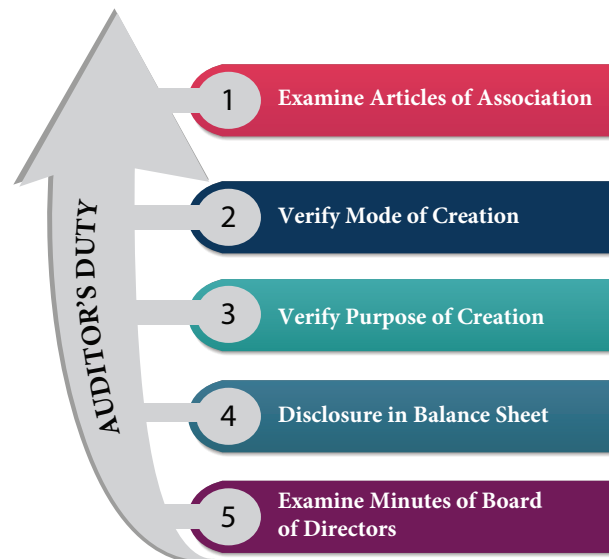 AUDITOR'S DUTY
1
Examine Articles of Association
2
Verify Mode of Creation
3
Verify Purpose of Creation
4
Disclosure in Balance Sheet
5
Examine Minutes of Board
of Directors